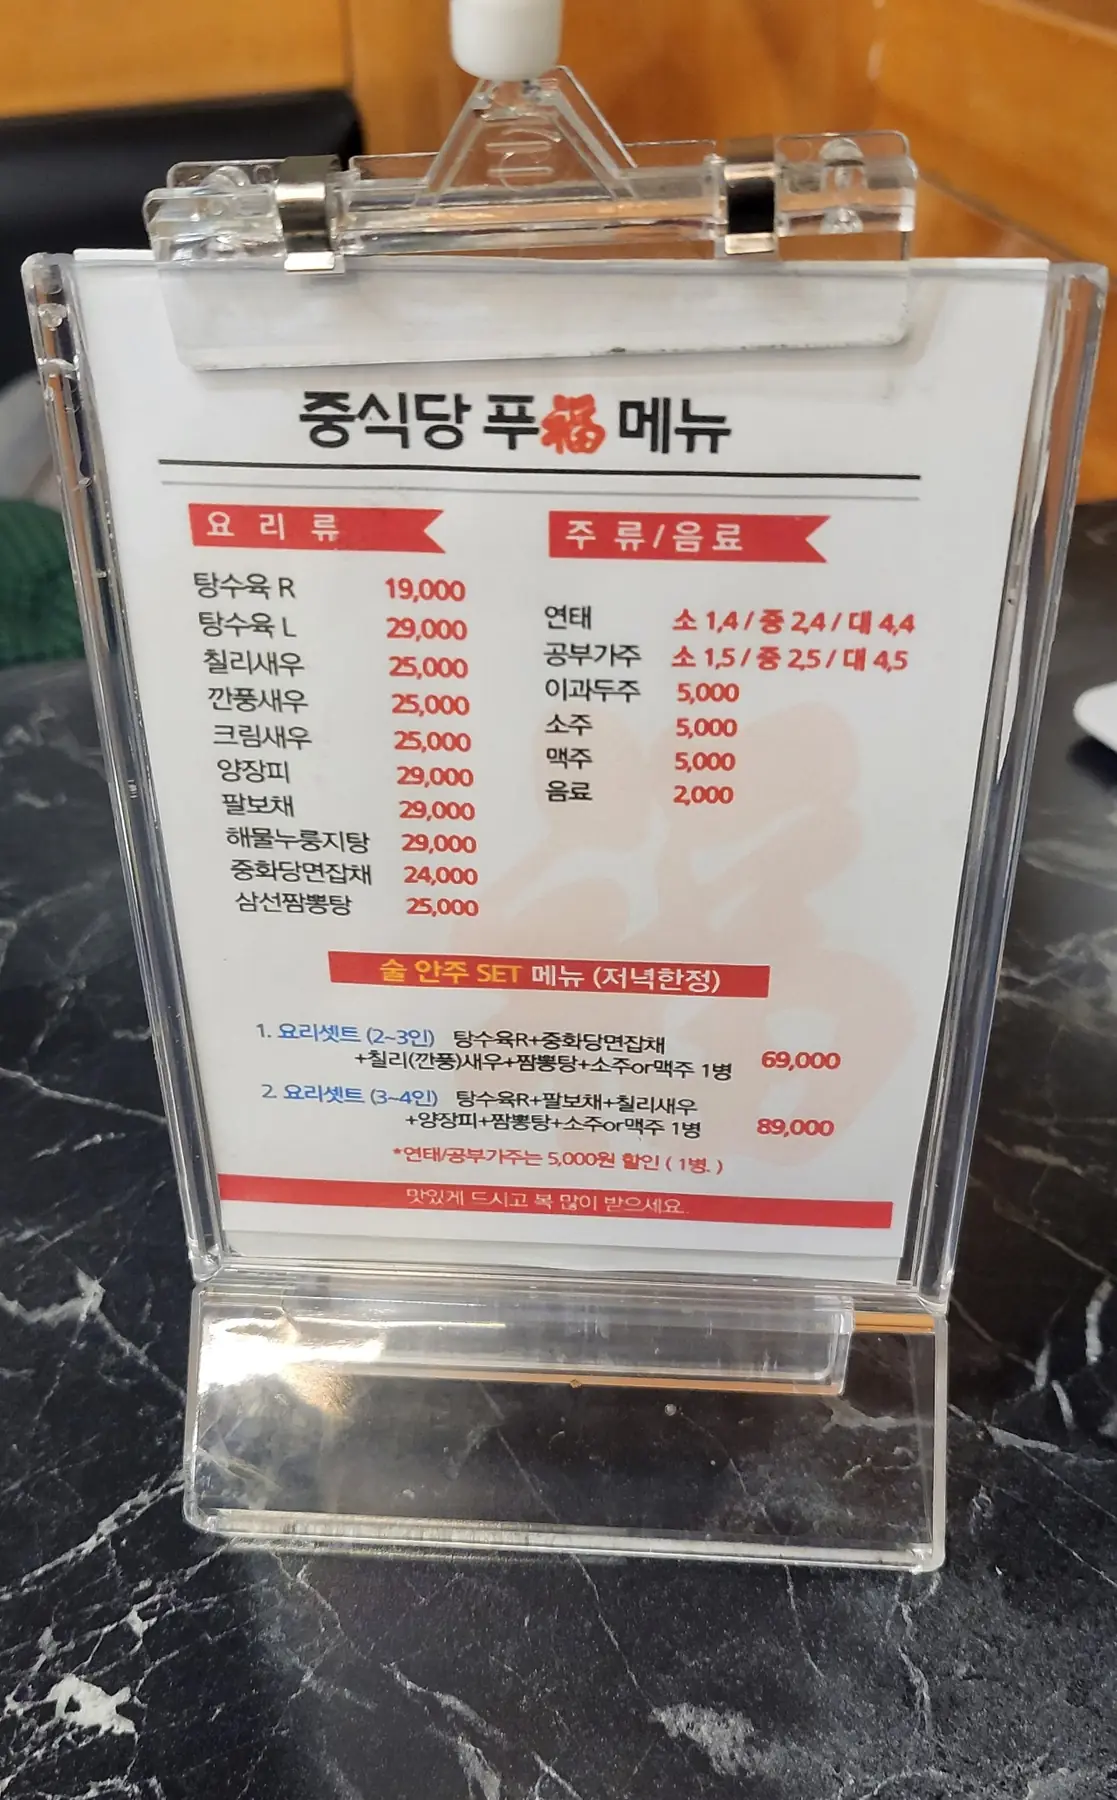 중식당 푸福 메뉴
요리류
탕수육 R 19,000
탕수육 L 29,000
칠리새우 25,000
깐풍새우 25,000
크림새우 25,000
양장피 29,000
팔보채 29,000
해물누룽지탕 29,000
중화당면잡채 24,000
삼선짬뽕탕 25,000
주류/음료
연태 소 1,4 / 중 2,4 / 대 4,4
공부가주 소 1,5 / 중 2,5 / 대 4,5
이과두주 5,000
소주 5,000
맥주 5,000
음료 2,000
술 안주 SET 메뉴 (저녁한정)
1. 요리셋트 (2~3인) 탕수육R+중화당면잡채
+칠리(깐풍)새우+짬뽕탕+소주or맥주 1병 69,000
2. 요리셋트 (3~4인) 탕수육R+팔보채+칠리새우
+양장피+짬뽕탕+소주or맥주 1병 89,000
*연태/공부가주는 5,000원 할인 ( 1병. )
맛있게 드시고 복 많이 받으세요.